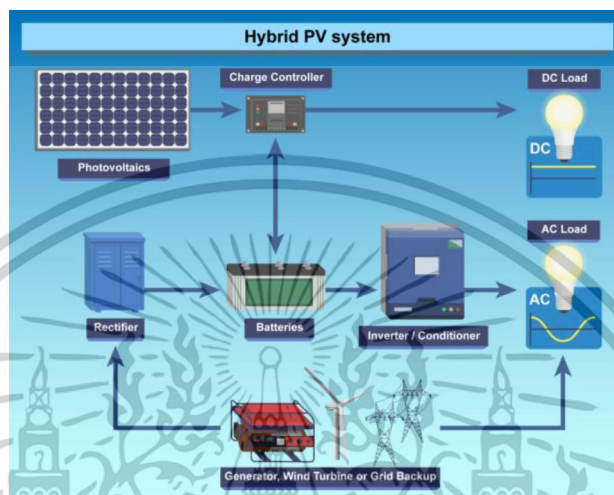 Hybrid PV system
Charge Controller
DC Load
DC
Photovoltaics
AC Load
AC
Rectifier
Batteries
Inverter / Conditioner
Generator, Wind Turbine or Grid Backup